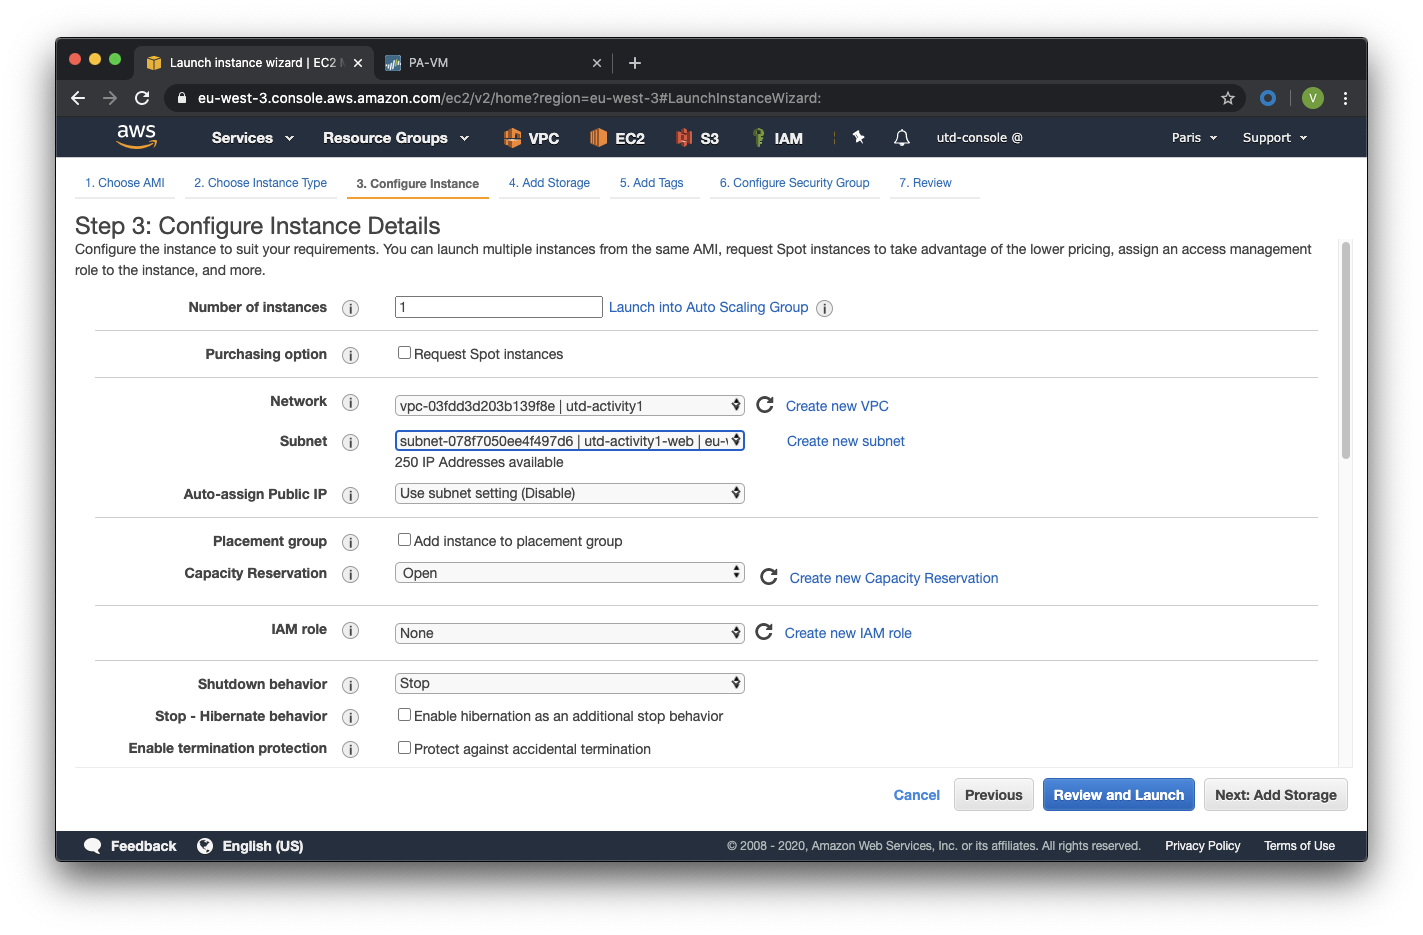 Launch instance wizard | EC2 M
PA-VM
eu-west-3.console.aws.amazon.com/ec2/v2/home?region=eu-west-3#LaunchInstanceWizard:
V
aws Services Resource Groups VPC EC2 S3 IAM utd-console @ Paris Support
1. Choose AMI 2. Choose Instance Type 3. Configure Instance 4. Add Storage 5. Add Tags 6. Configure Security Group 7. Review
Step 3: Configure Instance Details
Configure the instance to suit your requirements. You can launch multiple instances from the same AMI, request Spot instances to take advantage of the lower pricing, assign an access management
role to the instance, and more.
Number of instances i 1 Launch into Auto Scaling Group i
Purchasing option i Request Spot instances
Network i vpc-03fdd3d203b139f8e | utd-activity1 Create new VPC
Subnet i subnet-078f7050ee4f497d6 | utd-activity1-web | eu- Create new subnet
250 IP Addresses available
Auto-assign Public IP i Use subnet setting (Disable)
Placement group i Add instance to placement group
Capacity Reservation i Open Create new Capacity Reservation
IAM role i None Create new IAM role
Shutdown behavior i Stop
Stop - Hibernate behavior i Enable hibernation as an additional stop behavior
Enable termination protection i Protect against accidental termination
Cancel Previous Review and Launch Next: Add Storage
Feedback English (US) © 2008 - 2020, Amazon Web Services, Inc. or its affiliates. All rights reserved. Privacy Policy Terms of Use